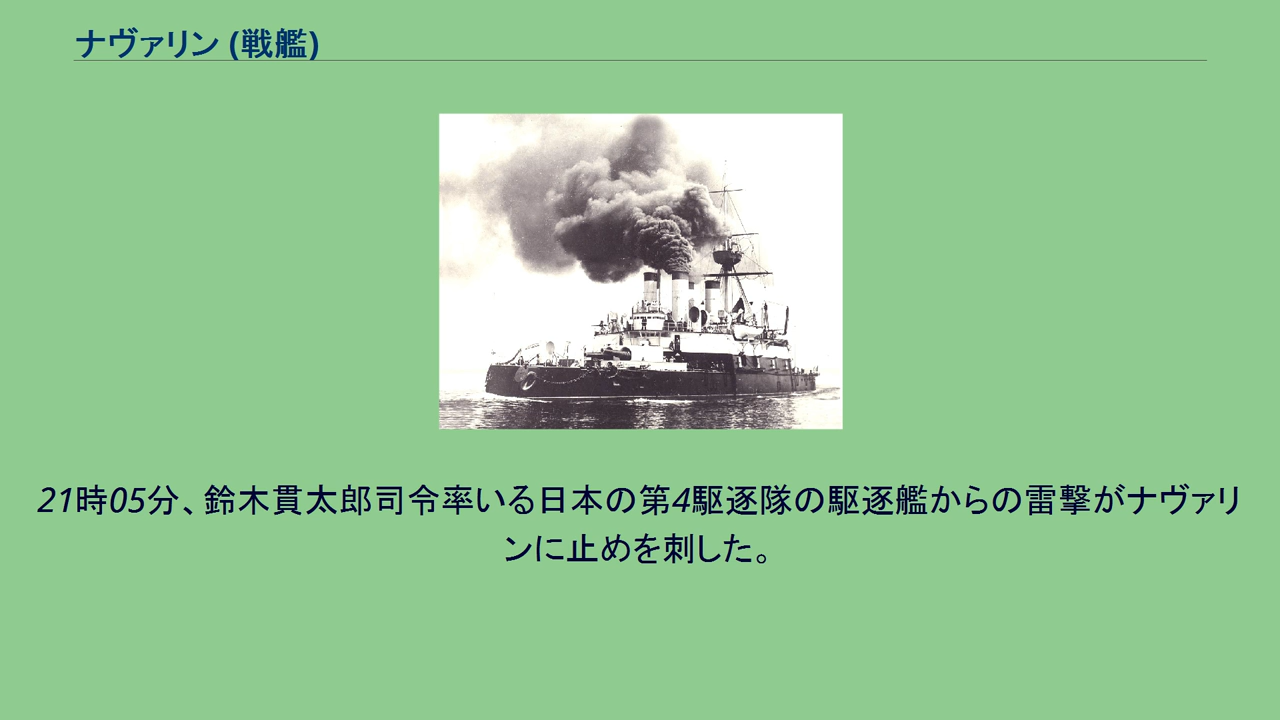 ナヴァリン (戦艦)
21時05分、鈴木貫太郎司令率いる日本の第4駆逐隊の駆逐艦からの雷撃がナヴァリ
ンに止めを刺した。